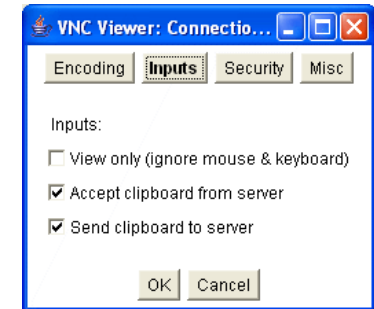 VNC Viewer: Connectio...
Encoding Inputs Security Misc
Inputs:
View only (ignore mouse & keyboard)
Accept clipboard from server
Send clipboard to server
OK Cancel